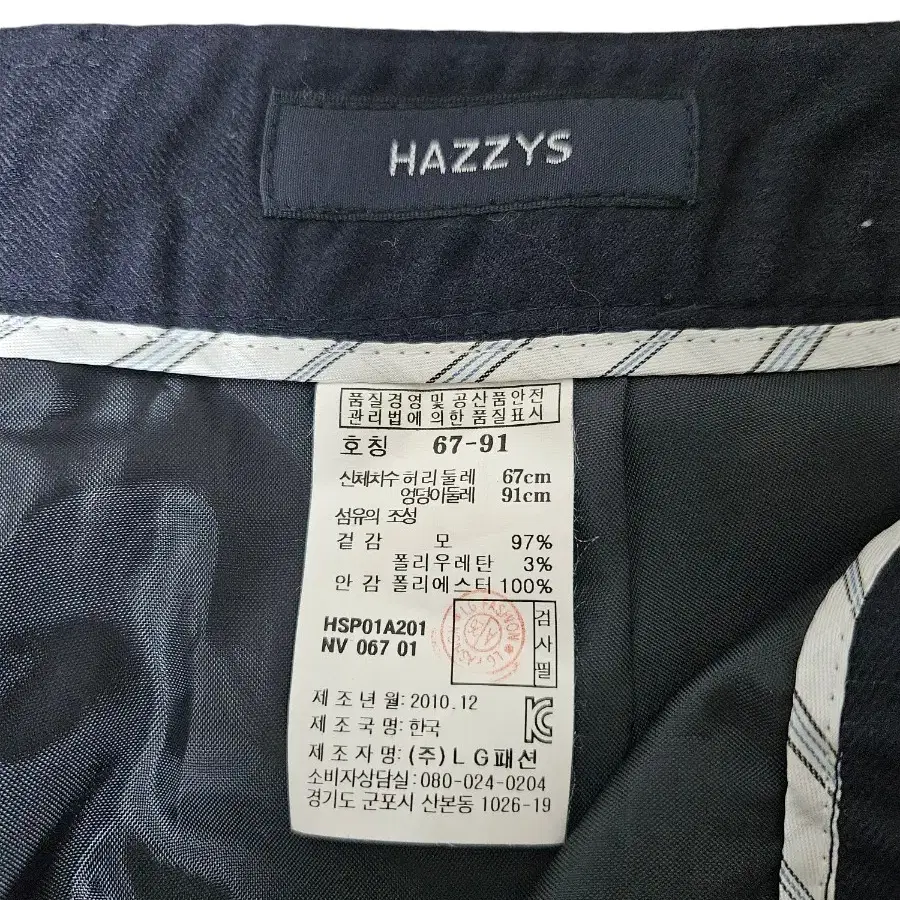 HAZZYS
품질경영 및 공산품안전
관리법에 의한 품질표시
호칭 67-91
신체치수 허리둘레 67cm
엉덩이둘레 91cm
섬유의 조성
겉감 모 97%
폴리우레탄 3%
안감 폴리에스터 100%
HSP01A201
NV 067 01
검사필
LG FASHION
제조년월: 2010.12
제조국명: 한국
제조자명: (주)LG패션
소비자상담실: 080-024-0204
경기도 군포시 산본동 1026-19